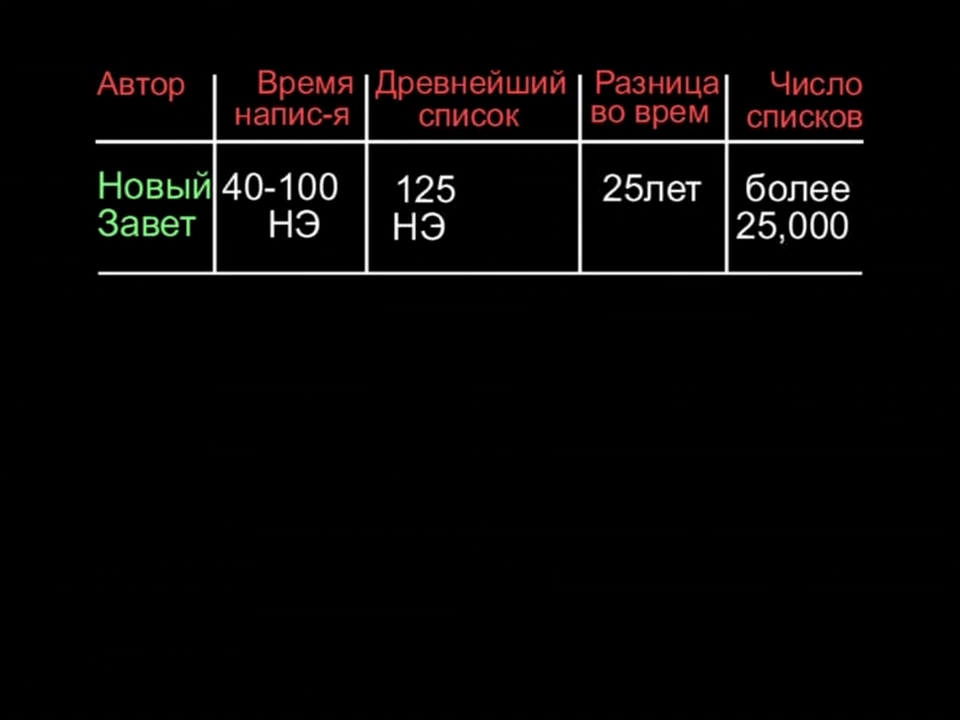 Автор
Время
напис-я
Древнейший
список
Разница
во врем
Число
списков
Новый
Завет
40-100
НЭ
125
НЭ
25лет
более
25,000